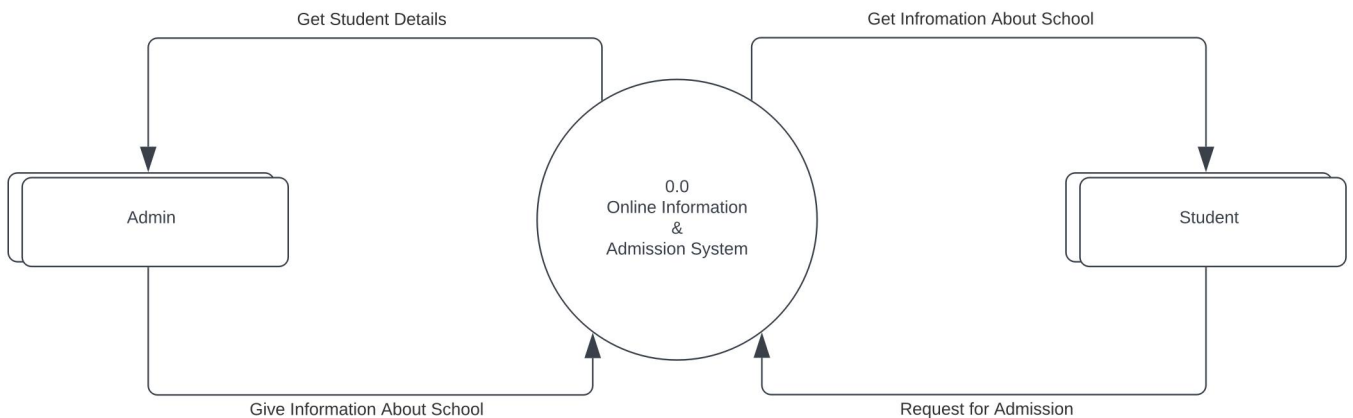 Get Student Details
Get Infromation About School
Admin
0.0
Online Information
&
Admission System
Student
Give Information About School
Request for Admission